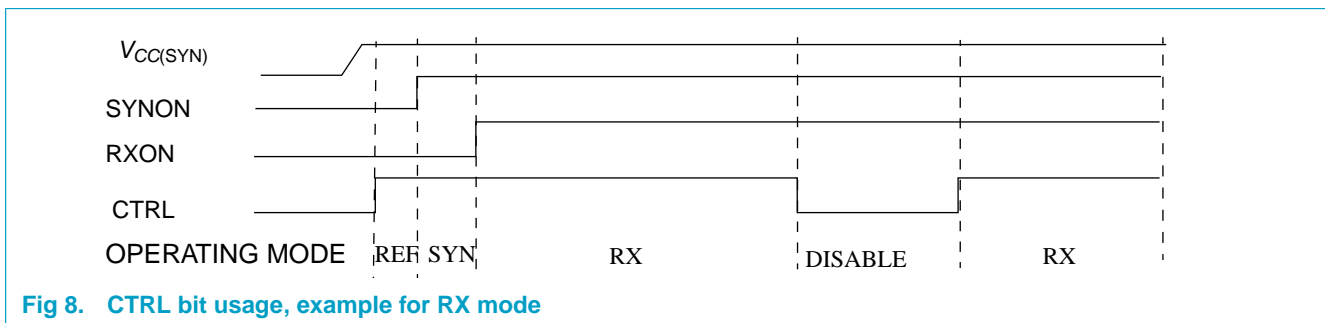 VCC(SYN)
SYNON
RXON
CTRL
OPERATING MODE REF SYN RX DISABLE RX
Fig 8. CTRL bit usage, example for RX mode